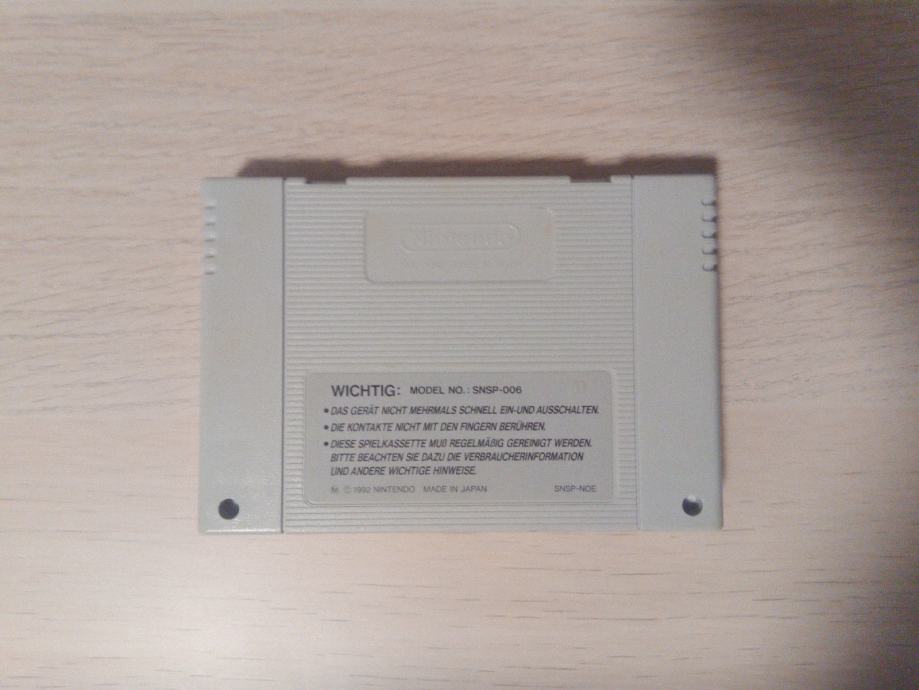 Nintendo
WICHTIG: MODEL NO.: SNSP-006
• DAS GERÄT NICHT MEHRMALS SCHNELL EIN-UND AUSSCHALTEN.
• DIE KONTAKTE NICHT MIT DEN FINGERN BERÜHREN.
• DIESE SPIELKASSETTE MUß REGELMÄßIG GEREINIGT WERDEN.
BITTE BEACHTEN SIE DAZU DIE VERBRAUCHERINFORMATION
UND ANDERE WICHTIGE HINWEISE.
M © 1992 NINTENDO MADE IN JAPAN SNSP-NOE